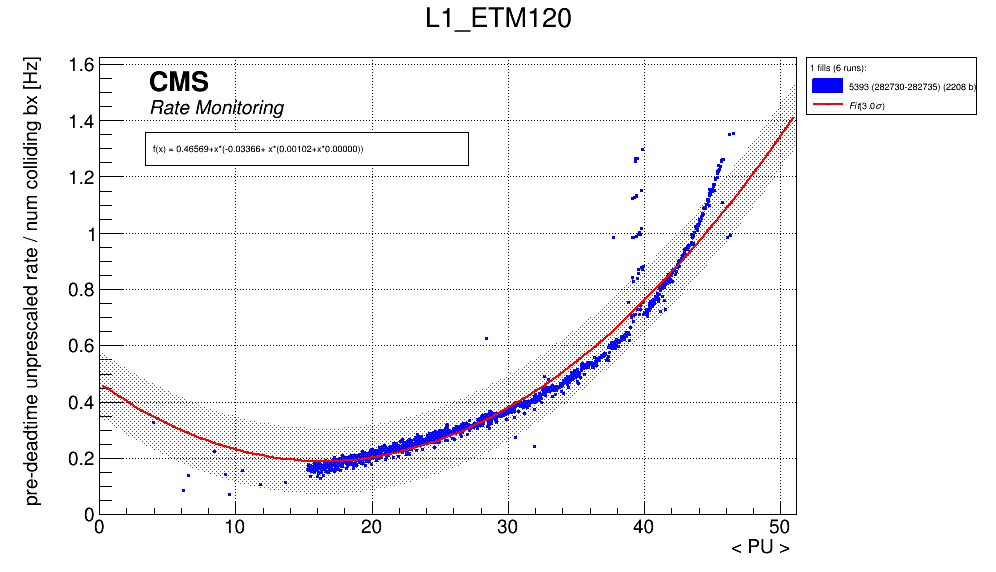 L1_ETM120
pre-deadtime unprescaled rate / num colliding bx [Hz]
1.6
1.4
1.2
1
0.8
0.6
0.4
0.2
0
CMS
Rate Monitoring
f(x) = 0.46569+x*(-0.03366+ x*(0.00102+x*0.00000))
1 fills (6 runs):
5393 (282730-282735) (2208 b)
Fit(3.0σ)
0 10 20 30 40 50
< PU >